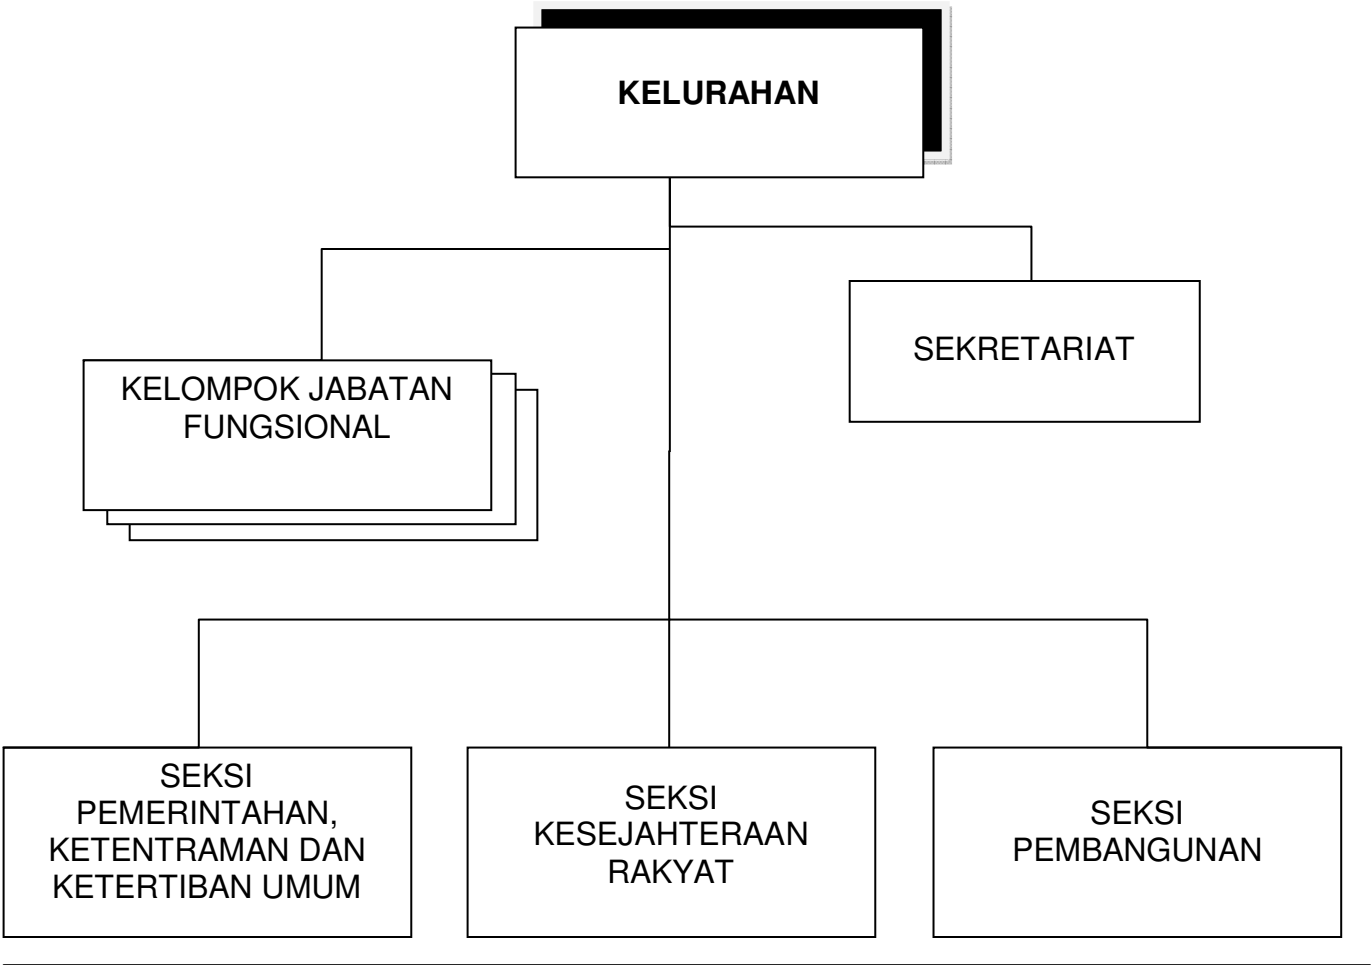 KELURAHAN
SEKRETARIAT
KELOMPOK JABATAN
FUNGSIONAL
SEKSI
PEMERINTAHAN,
KETENTRAMAN DAN
KETERTIBAN UMUM
SEKSI
KESEJAHTERAAN
RAKYAT
SEKSI
PEMBANGUNAN